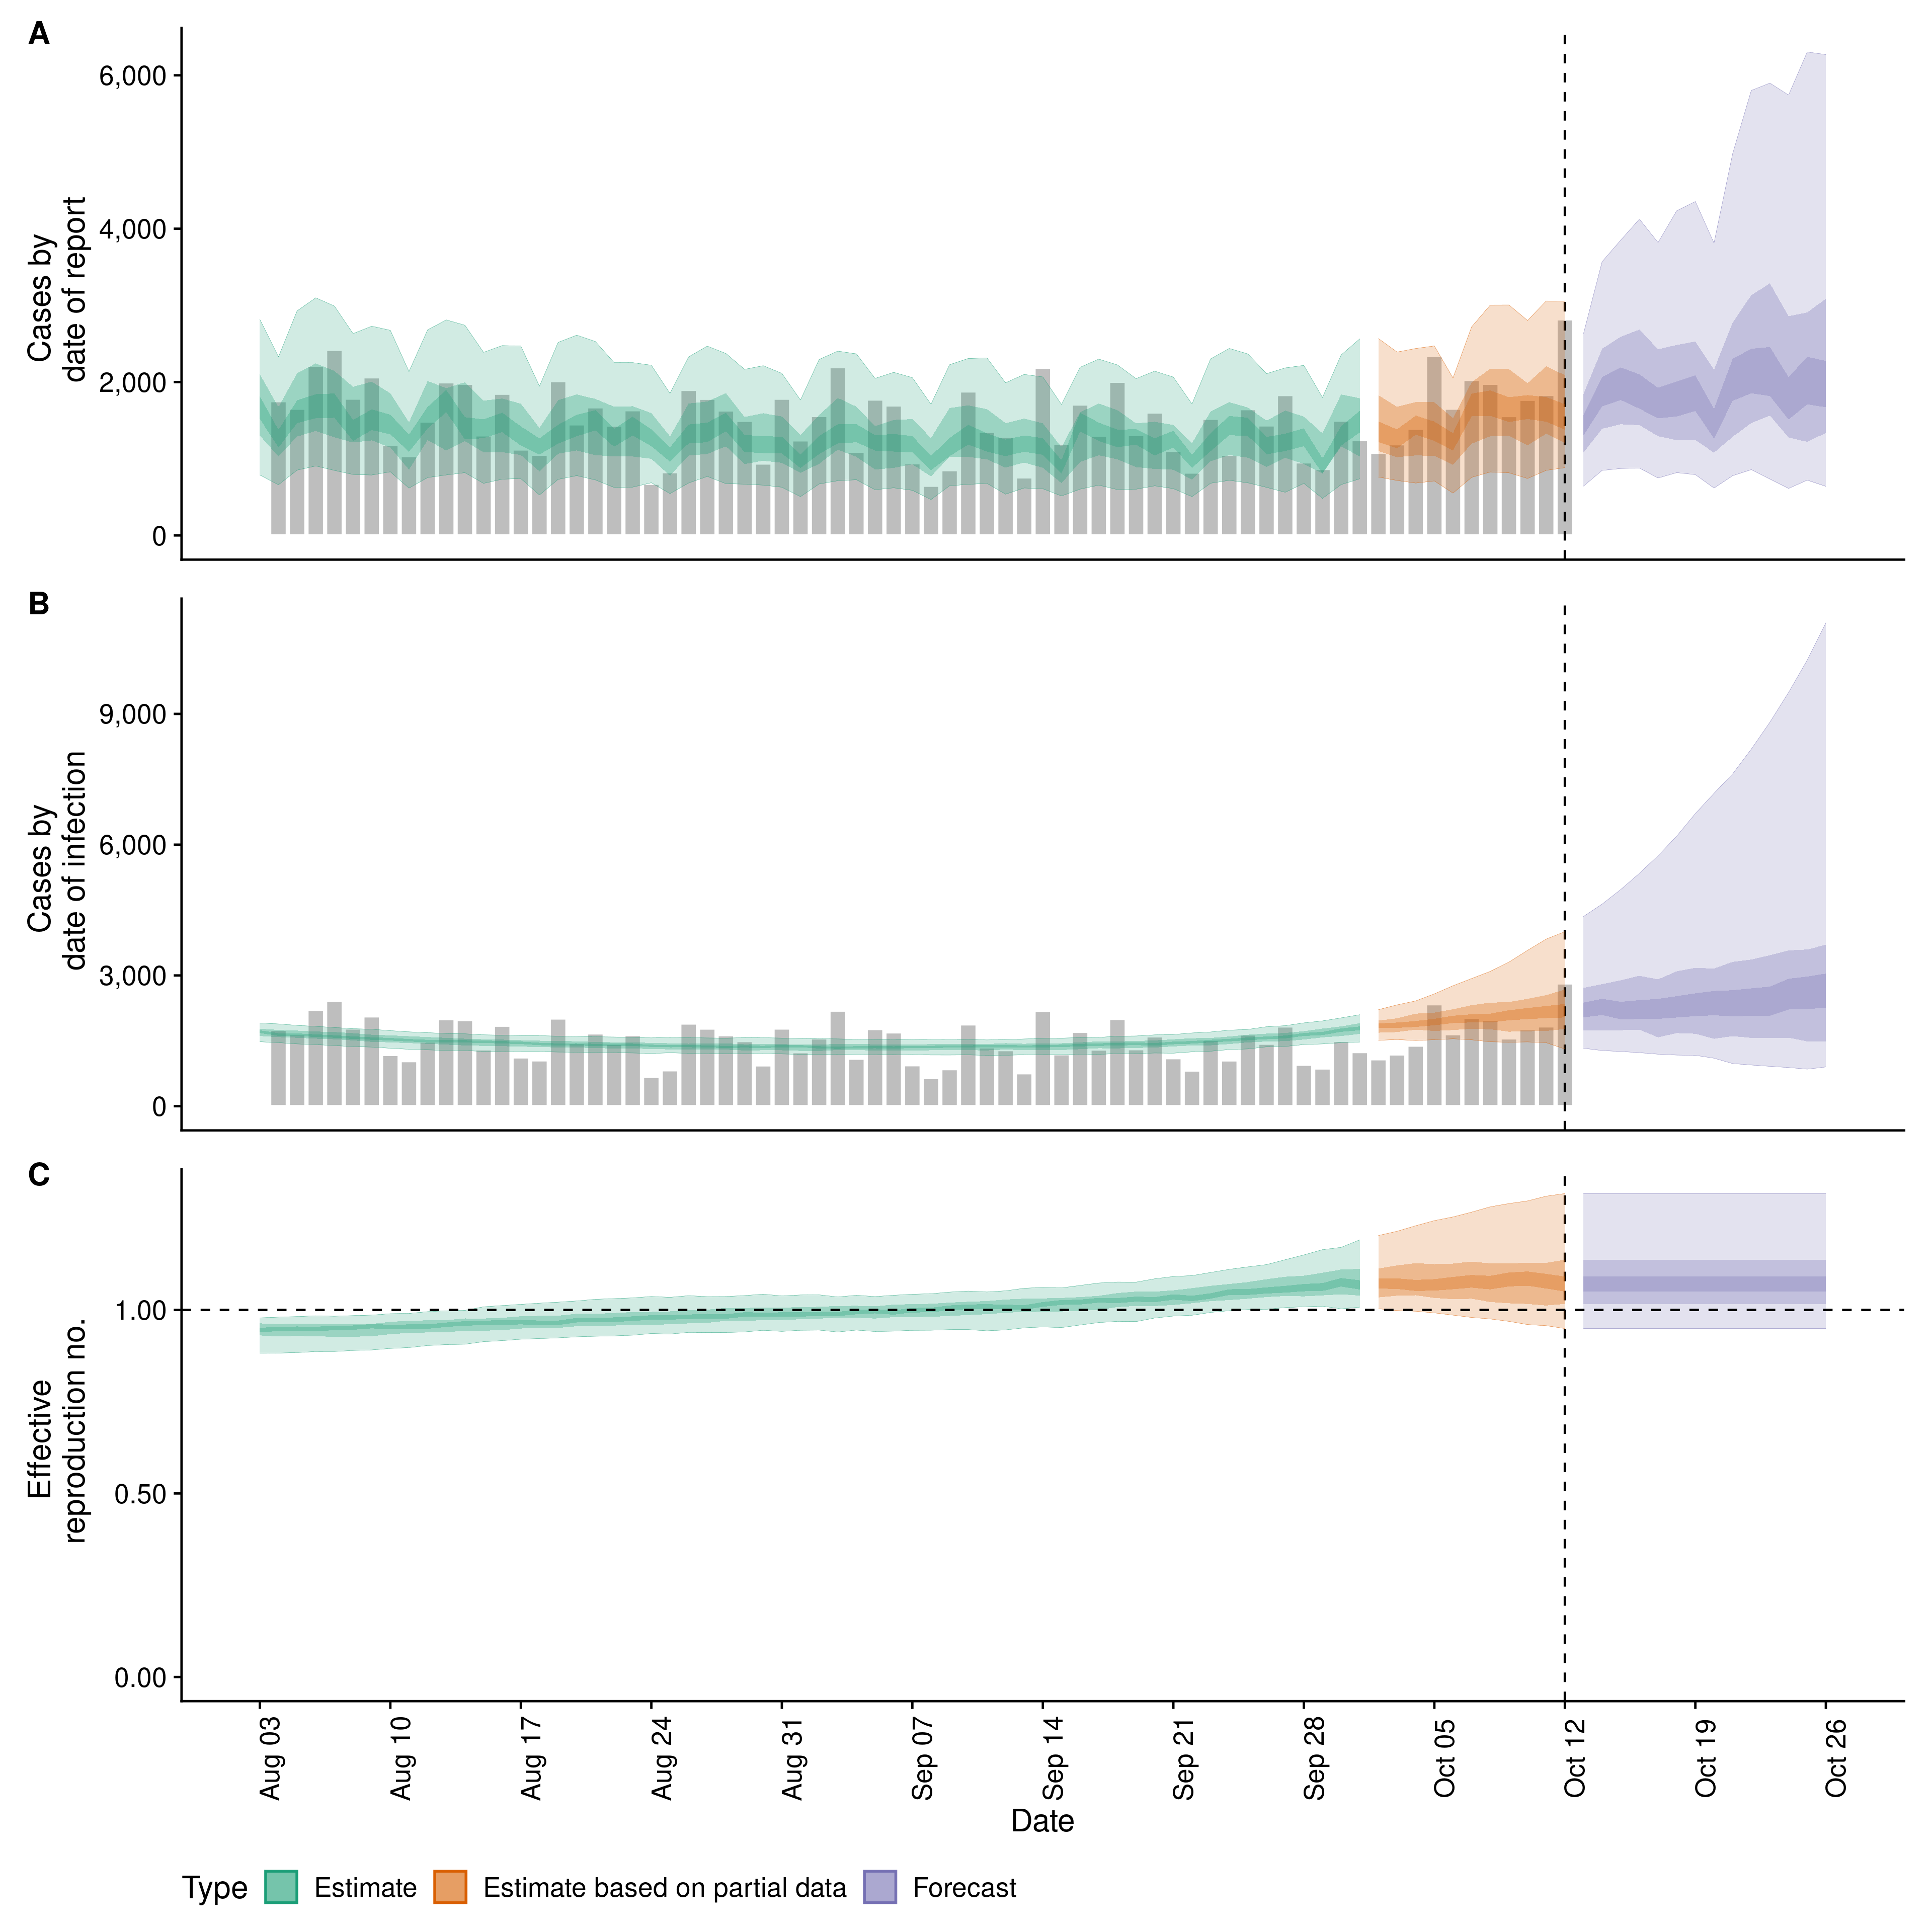 A
Cases by
date of report
6,000
4,000
2,000
0
B
Cases by
date of infection
9,000
6,000
3,000
0
C
Effective
reproduction no.
1.00
0.50
0.00
Aug 03
Aug 10
Aug 17
Aug 24
Aug 31
Sep 07
Sep 14
Sep 21
Sep 28
Oct 05
Oct 12
Oct 19
Oct 26
Date
Type Estimate Estimate based on partial data Forecast